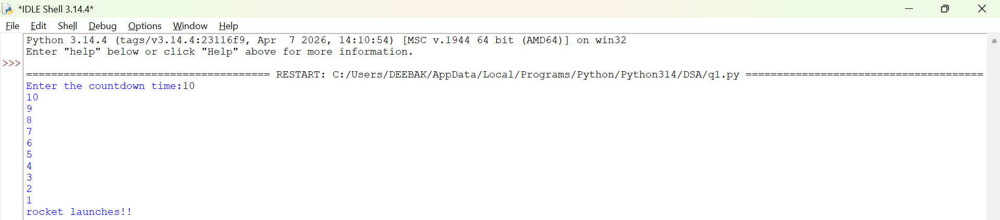 *IDLE Shell 3.14.4*
File Edit Shell Debug Options Window Help
Python 3.14.4 (tags/v3.14.4:23116f9, Apr  7 2026, 14:10:54) [MSC v.1944 64 bit (AMD64)] on win32
Enter "help" below or click "Help" above for more information.
>>>
======================================= RESTART: C:/Users/DEEBAK/AppData/Local/Programs/Python/Python314/DSA/q1.py ======================================
Enter the countdown time:10
10
9
8
7
6
5
4
3
2
1
rocket launches!!